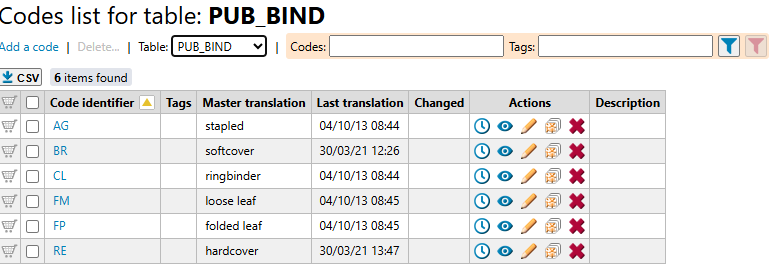 Codes list for table: PUB_BIND
Add a code | Delete... | Table: PUB_BIND | Codes: Tags:
CSV 6 items found
Code identifier Tags Master translation Last translation Changed Actions Description
AG stapled 04/10/13 08:44
BR softcover 30/03/21 12:26
CL ringbinder 04/10/13 08:44
FM loose leaf 04/10/13 08:45
FP folded leaf 04/10/13 08:45
RE hardcover 30/03/21 13:47